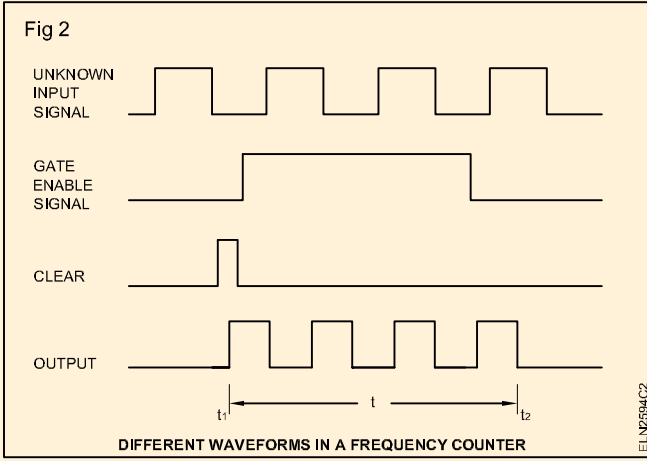 Fig 2
UNKNOWN
INPUT
SIGNAL
GATE
ENABLE
SIGNAL
CLEAR
OUTPUT
t1
t
t2
DIFFERENT WAVEFORMS IN A FREQUENCY COUNTER
ELN2594C2